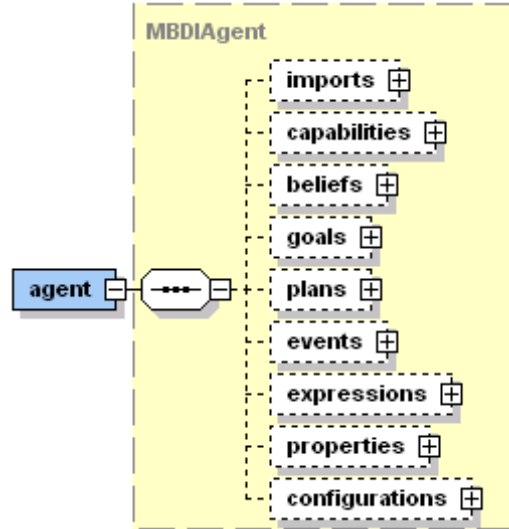 MBDIAgent
imports
capabilities
beliefs
goals
agent
plans
events
expressions
properties
configurations